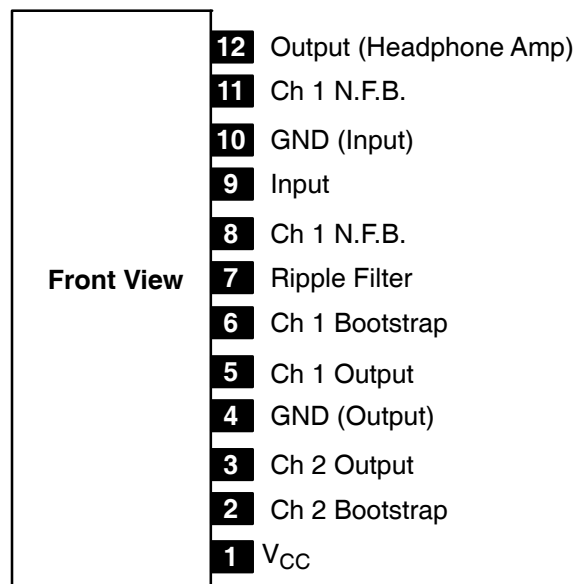 12 Output (Headphone Amp)
11 Ch 1 N.F.B.
10 GND (Input)
9 Input
8 Ch 1 N.F.B.
Front View 7 Ripple Filter
6 Ch 1 Bootstrap
5 Ch 1 Output
4 GND (Output)
3 Ch 2 Output
2 Ch 2 Bootstrap
1 VCC